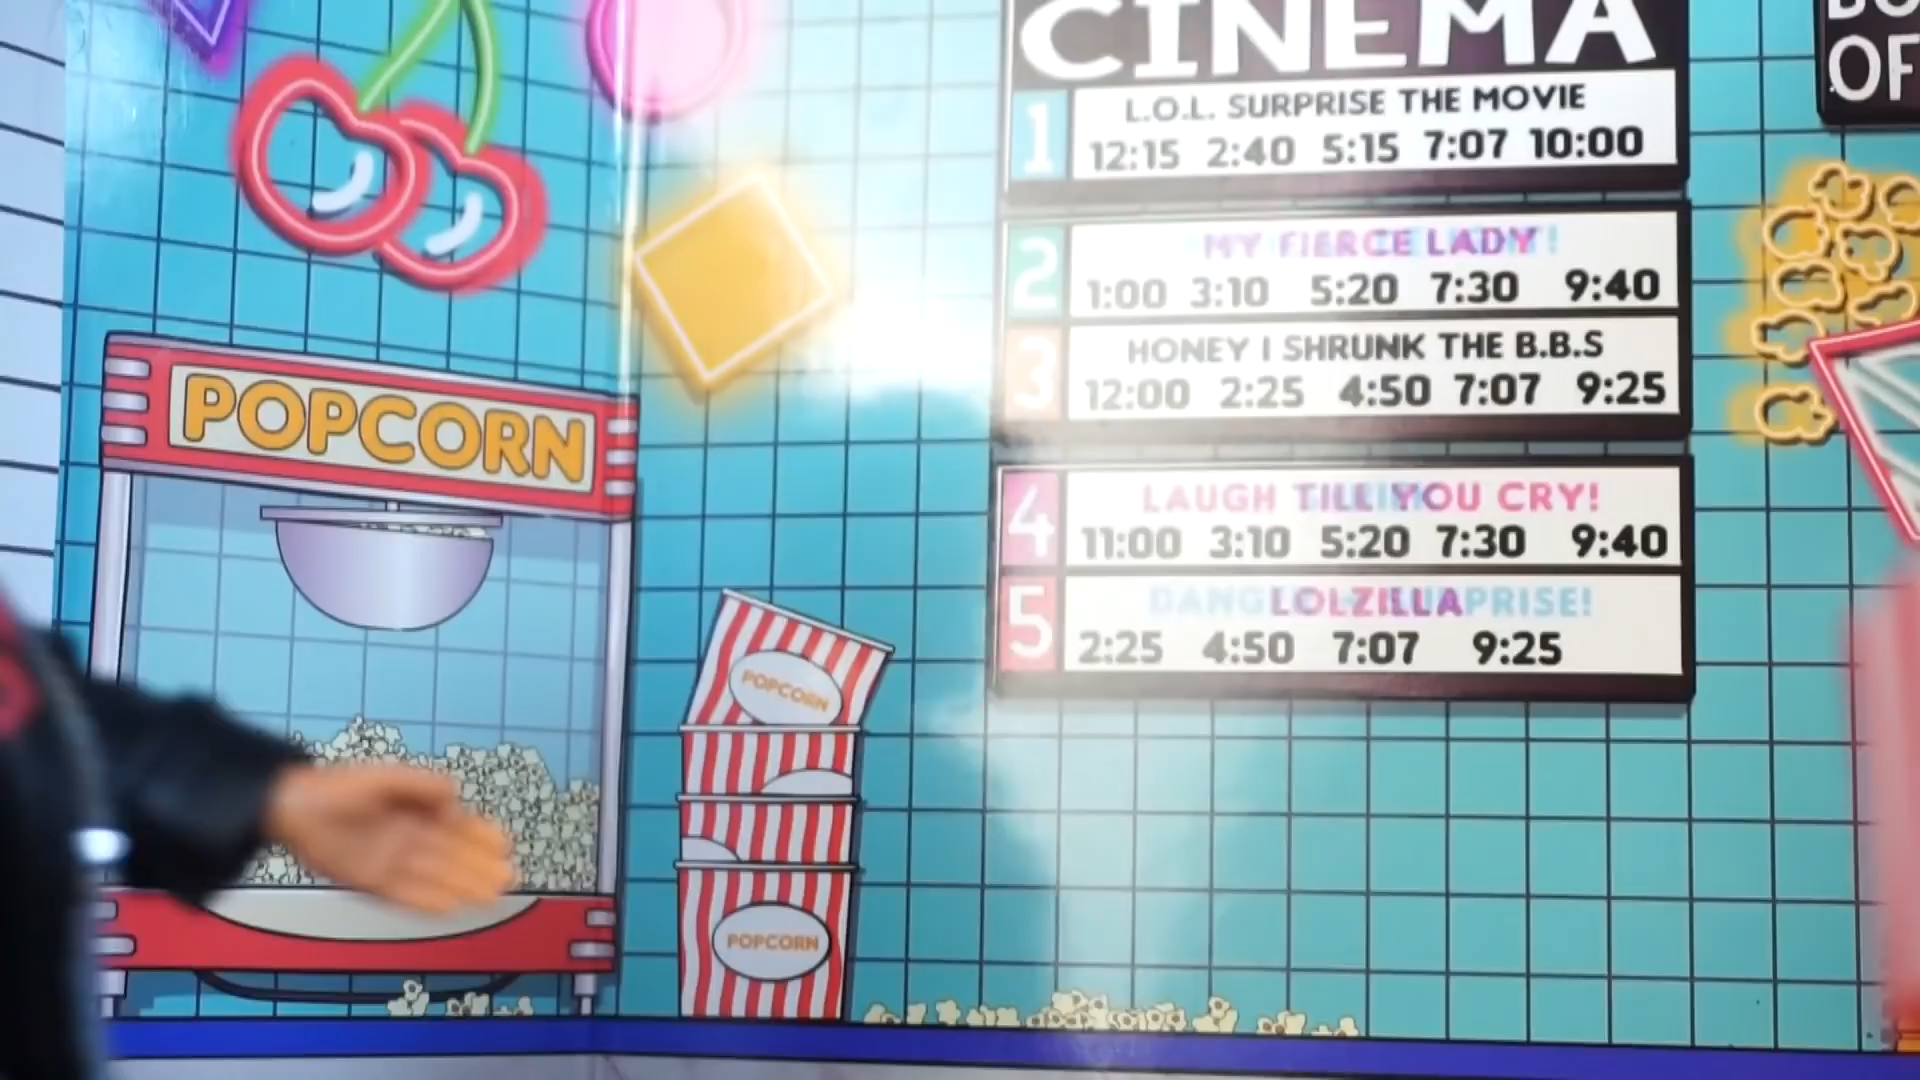 CINEMA
1
L.O.L. SURPRISE THE MOVIE
12:15 2:40 5:15 7:07 10:00
2
MY FIERCE LADY
1:00 3:10 5:20 7:30 9:40
3
HONEY I SHRUNK THE B.B.S
12:00 2:25 4:50 7:07 9:25
4
LAUGH TILL YOU CRY!
11:00 3:10 5:20 7:30 9:40
5
LOLZILLA
2:25 4:50 7:07 9:25
POPCORN
POPCORN
POPCORN